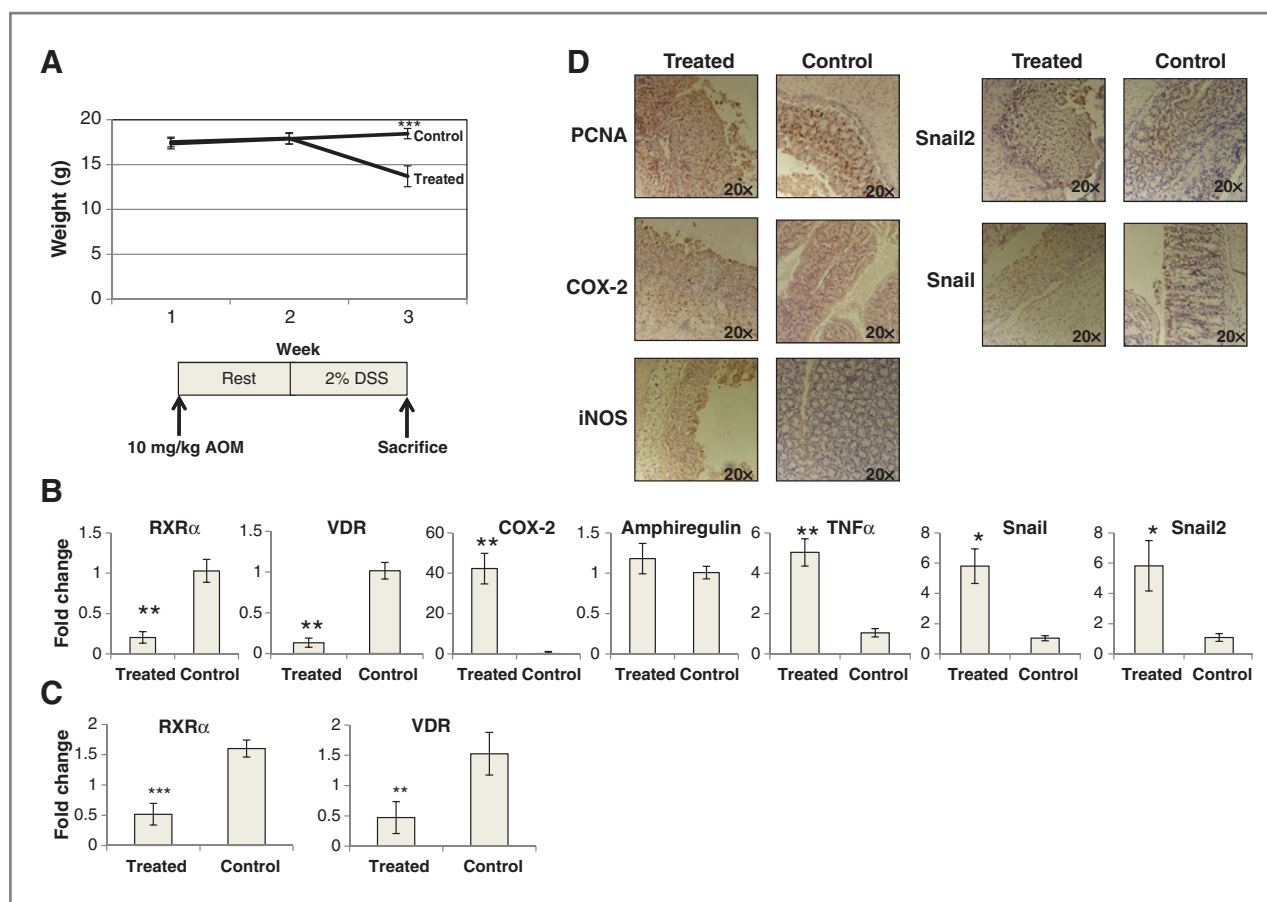 A
20
15
10
5
0
Weight (g)
***
Control
Treated
1 2 3
Week
Rest 2% DSS
10 mg/kg AOM Sacrifice
D
Treated Control Treated Control
PCNA 20× 20× Snail2 20× 20×
COX-2 20× 20× Snail 20× 20×
iNOS 20× 20×
B
Fold change
RXRα
1.5
1
0.5
0
**
Treated Control
VDR
1.5
1
0.5
0
**
Treated Control
COX-2
60
40
20
0
**
Treated Control
Amphiregulin
1.5
1
0.5
0
Treated Control
TNFα
6
4
2
0
**
Treated Control
Snail
8
6
4
2
0
*
Treated Control
Snail2
8
6
4
2
0
*
Treated Control
C
Fold change
RXRα
2
1.5
1
0.5
0
***
Treated Control
VDR
2
1.5
1
0.5
0
**
Treated Control